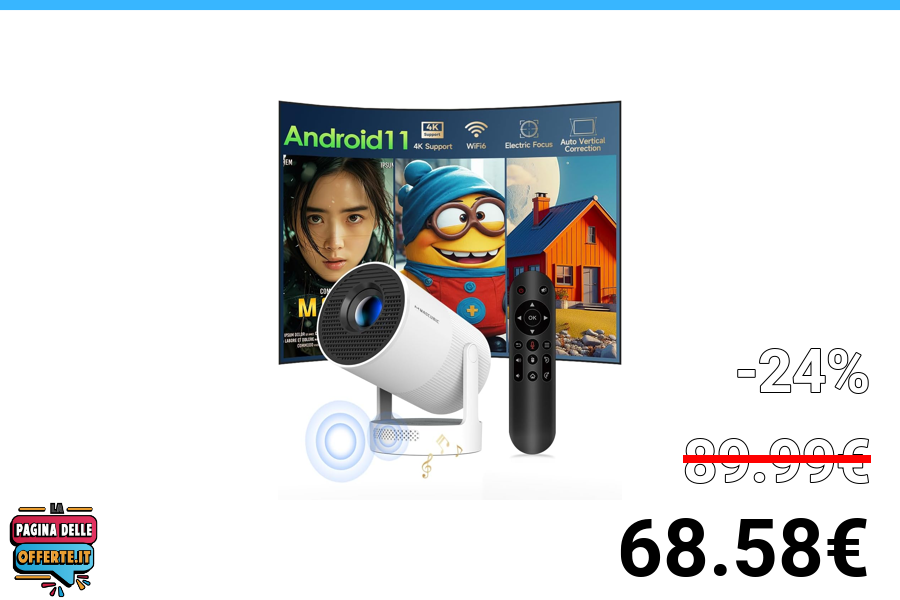 Android11
4K
Support
4K Support
WiFi6
Electric Focus
Auto Vertical
Correction
OK
-24%
89.99€
68.58€
LA
PAGINA DELLE
OFFERTE.IT